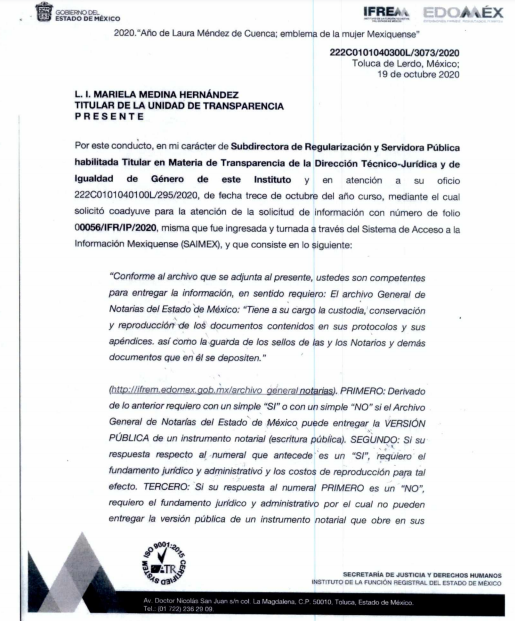 GOBIERNO DEL
ESTADO DE MÉXICO
IFREM
EDOMÉX
2020. "Año de Laura Méndez de Cuenca; emblema de la mujer Mexiquense"
222C0101040300L/3073/2020
Toluca de Lerdo, México;
19 de octubre 2020
L. I. MARIELA MEDINA HERNÁNDEZ
TITULAR DE LA UNIDAD DE TRANSPARENCIA
P R E S E N T E
Por este conducto, en mi carácter de Subdirectora de Regularización y Servidora Pública
habilitada Titular en Materia de Transparencia de la Dirección Técnico-Jurídica y de
Igualdad de Género de este Instituto y en atención a su oficio
222C0101040100L/295/2020, de fecha trece de octubre del año curso, mediante el cual
solicitó coadyuve para la atención de la solicitud de información con número de folio
00056/IFR/IP/2020, misma que fue ingresada y turnada a través del Sistema de Acceso a la
Información Mexiquense (SAIMEX), y que consiste en lo siguiente:
"Conforme al archivo que se adjunta al presente, ustedes son competentes
para entregar la información, en sentido requiero: El archivo General de
Notarías del Estado de México: "Tiene a su cargo la custodia, conservación
y reproducción de los documentos contenidos en sus protocolos y sus
apéndices. así como la guarda de los sellos de las y los Notarios y demás
documentos que en él se depositen."
(http://ifrem.edomex.gob.mx/archivo_general notarias). PRIMERO: Derivado
de lo anterior requiero con un simple "SI" o con un simple "NO" si el Archivo
General de Notarías del Estado de México puede entregar la VERSIÓN
PÚBLICA de un instrumento notarial (escritura pública). SEGUNDO: Si su
respuesta respecto al numeral que antecede es un "SI", requiero el
fundamento jurídico y administrativo y los costos de reproducción para tal
efecto. TERCERO: Si su respuesta al numeral PRIMERO es un "NO",
requiero el fundamento jurídico y administrativo por el cual no pueden
entregar la versión pública de un instrumento notarial que obre en sus
ISO 9001:2015
ATR
CERTIFIED SYSTEM
SECRETARÍA DE JUSTICIA Y DERECHOS HUMANOS
INSTITUTO DE LA FUNCIÓN REGISTRAL DEL ESTADO DE MÉXICO
Av. Doctor Nicolás San Juan s/n col. La Magdalena, C.P. 50010, Toluca, Estado de México.
Tel.: (01 722) 236 29 09.